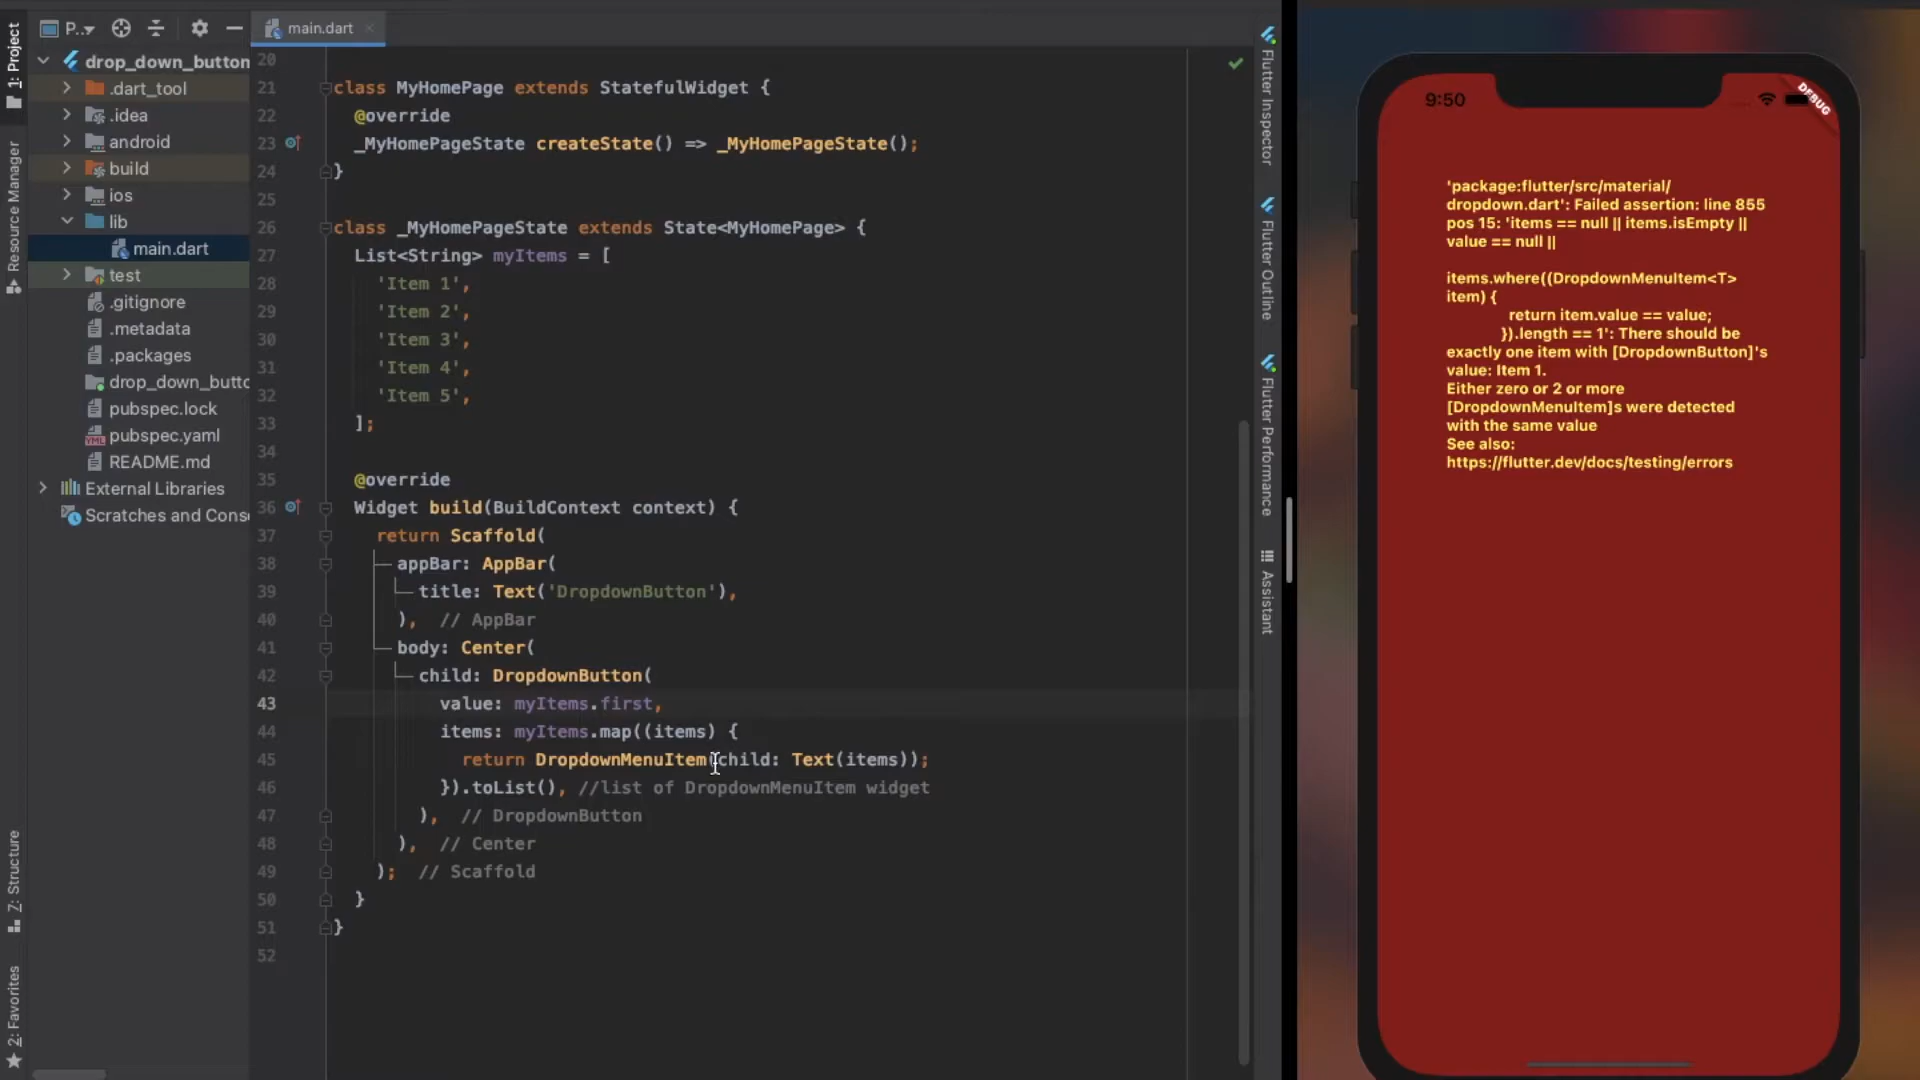 P..
main.dart
1: Project
Resource Manager
Z: Structure
2: Favorites
drop_down_button
.dart_tool
.idea
android
build
ios
lib
main.dart
test
.gitignore
.metadata
.packages
drop_down_butto
pubspec.lock
pubspec.yaml
README.md
External Libraries
Scratches and Cons
20
21 class MyHomePage extends StatefulWidget {
22 @override
23 _MyHomePageState createState() => _MyHomePageState();
24 }
25
26 class _MyHomePageState extends State<MyHomePage> {
27 List<String> myItems = [
28 'Item 1',
29 'Item 2',
30 'Item 3',
31 'Item 4',
32 'Item 5',
33 ];
34
35 @override
36 Widget build(BuildContext context) {
37 return Scaffold(
38 appBar: AppBar(
39 title: Text('DropdownButton'),
40 ), // AppBar
41 body: Center(
42 child: DropdownButton(
43 value: myItems.first,
44 items: myItems.map((items) {
45 return DropdownMenuItem(child: Text(items));
46 }).toList(), //list of DropdownMenuItem widget
47 ), // DropdownButton
48 ), // Center
49 ); // Scaffold
50 }
51 }
52
Flutter Inspector
Flutter Outline
Flutter Performance
Assistant
9:50
DEBUG
'package:flutter/src/material/
dropdown.dart': Failed assertion: line 855
pos 15: 'items == null || items.isEmpty ||
value == null ||
items.where((DropdownMenuItem<T>
item) {
return item.value == value;
}).length == 1': There should be
exactly one item with [DropdownButton]'s
value: Item 1.
Either zero or 2 or more
[DropdownMenuItem]s were detected
with the same value
See also:
https://flutter.dev/docs/testing/errors